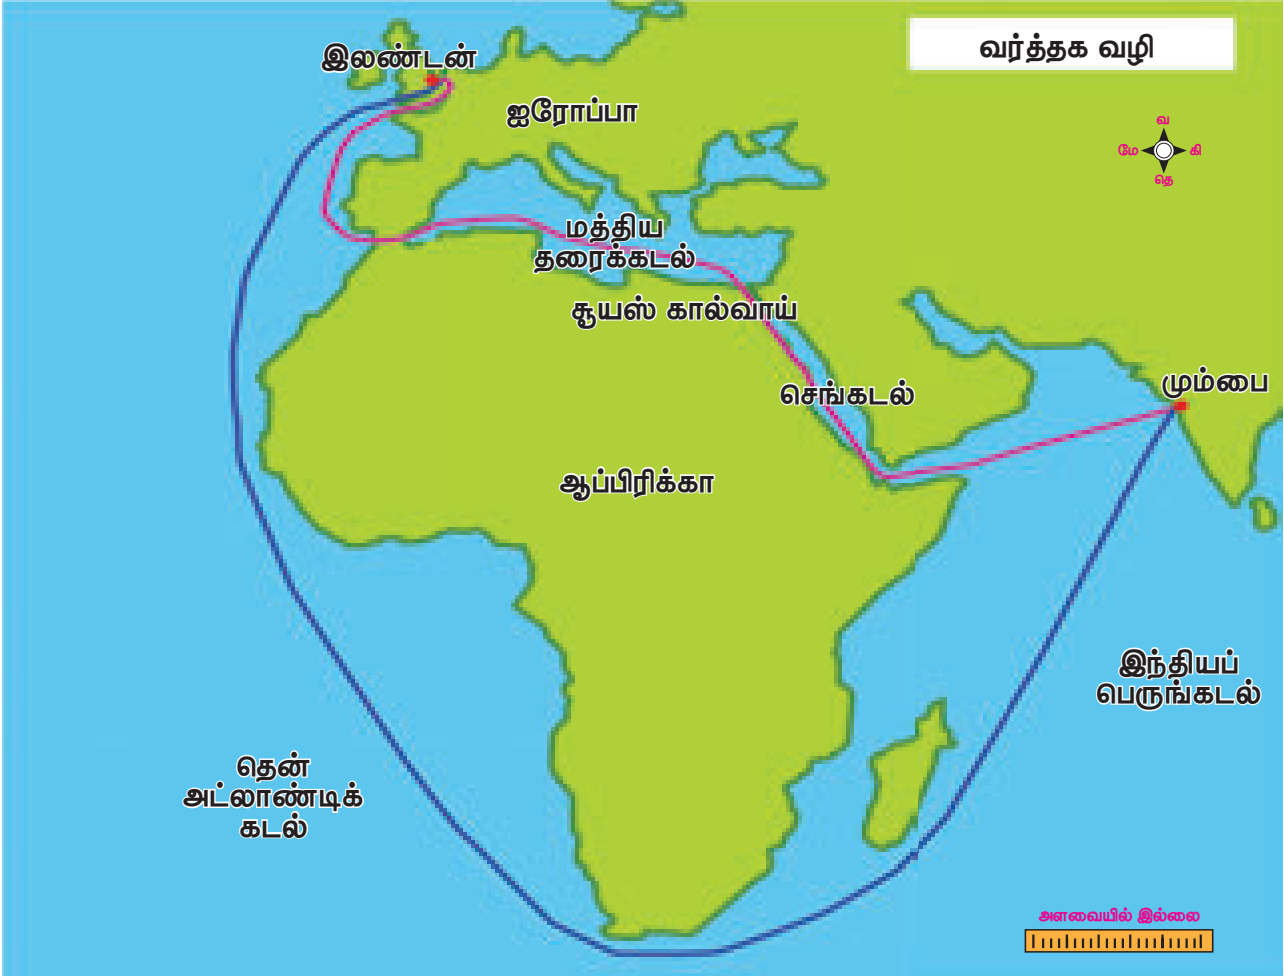 வர்த்தக வழி
இலண்டன்
ஐரோப்பா
வ
மே
கி
தெ
மத்திய
தரைக்கடல்
சூயஸ் கால்வாய்
செங்கடல்
மும்பை
ஆப்பிரிக்கா
இந்தியப்
பெருங்கடல்
தென்
அட்லாண்டிக்
கடல்
அளவையில் இல்லை